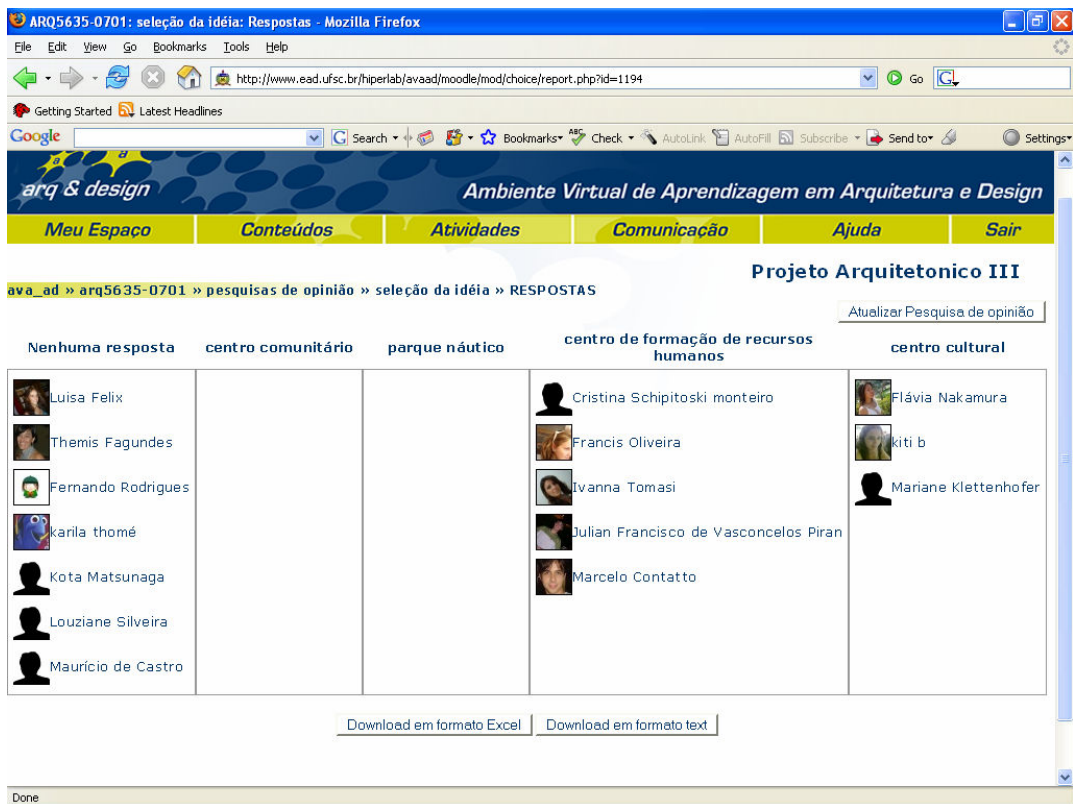 ARQ5635-0701: seleção da idéia: Respostas - Mozilla Firefox
File Edit View Go Bookmarks Tools Help
http://www.ead.ufsc.br/hiperlab/avaad/moodle/mod/choice/report.php?id=1194 Go G
Getting Started Latest Headlines
Google G Search Bookmarks ABC Check AutoLink AutoFill Subscribe Send to Settings
a a
arq & design Ambiente Virtual de Aprendizagem em Arquitetura e Design
Meu Espaço Conteúdos Atividades Comunicação Ajuda Sair
Projeto Arquitetonico III
ava_ad » arq5635-0701 » pesquisas de opinião » seleção da idéia » RESPOSTAS
Atualizar Pesquisa de opinião
Nenhuma resposta centro comunitário parque náutico centro de formação de recursos humanos centro cultural
Luisa Felix Cristina Schipitoski monteiro Flávia Nakamura
Themis Fagundes Francis Oliveira kiti b
Fernando Rodrigues Ivanna Tomasi Mariane Klettenhofer
karila thomé Julian Francisco de Vasconcelos Piran
Kota Matsunaga Marcelo Contatto
Louziane Silveira
Maurício de Castro
Download em formato Excel Download em formato text
Done